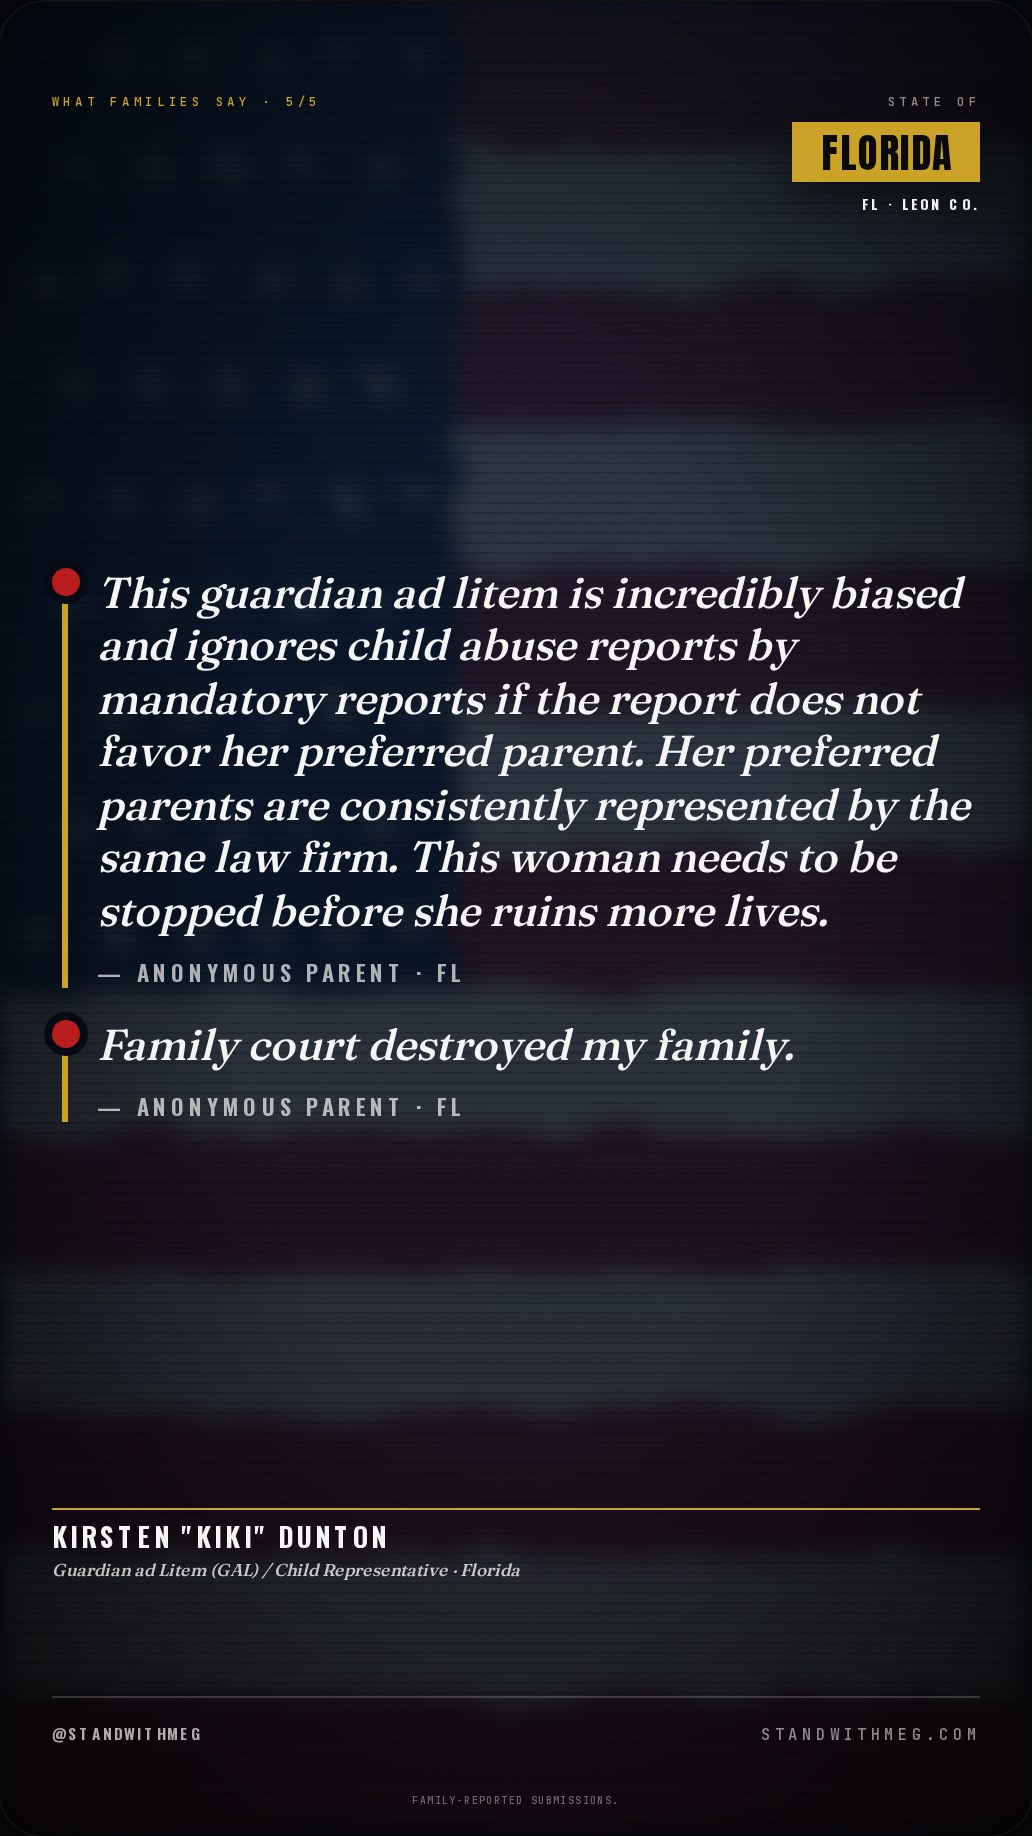 WHAT FAMILIES SAY · 5/5
STATE OF
FLORIDA
FL · LEON CO.
This guardian ad litem is incredibly biased
and ignores child abuse reports by
mandatory reports if the report does not
favor her preferred parent. Her preferred
parents are consistently represented by the
same law firm. This woman needs to be
stopped before she ruins more lives.
— ANONYMOUS PARENT · FL
Family court destroyed my family.
— ANONYMOUS PARENT · FL
KIRSTEN "KIKI" DUNTON
Guardian ad Litem (GAL) / Child Representative · Florida
@STANDWITHMEG
STANDWITHMEG.COM
FAMILY-REPORTED SUBMISSIONS.